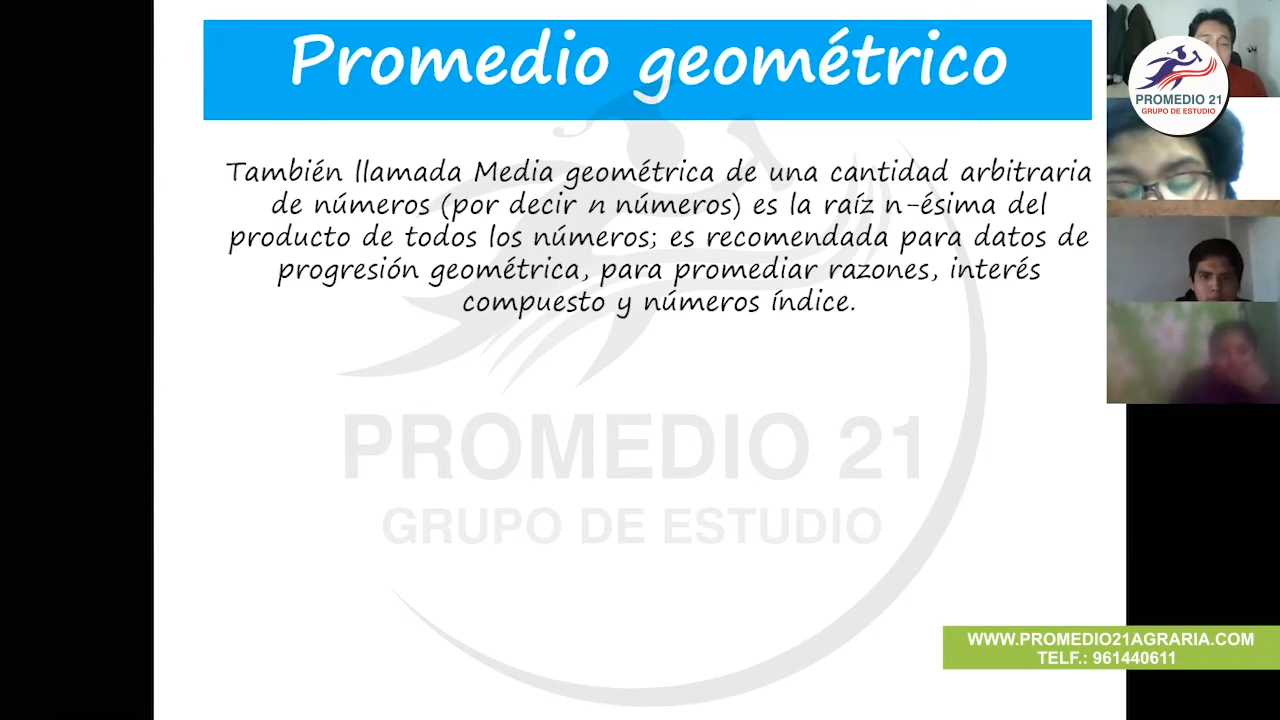 Promedio geométrico
También llamada Media geométrica de una cantidad arbitraria
de números (por decir n números) es la raíz n-ésima del
producto de todos los números; es recomendada para datos de
progresión geométrica, para promediar razones, interés
compuesto y números índice.
PROMEDIO 21
GRUPO DE ESTUDIO
PROMEDIO 21
GRUPO DE ESTUDIO
WWW.PROMEDIO21AGRARIA.COM
TELF.: 961440611